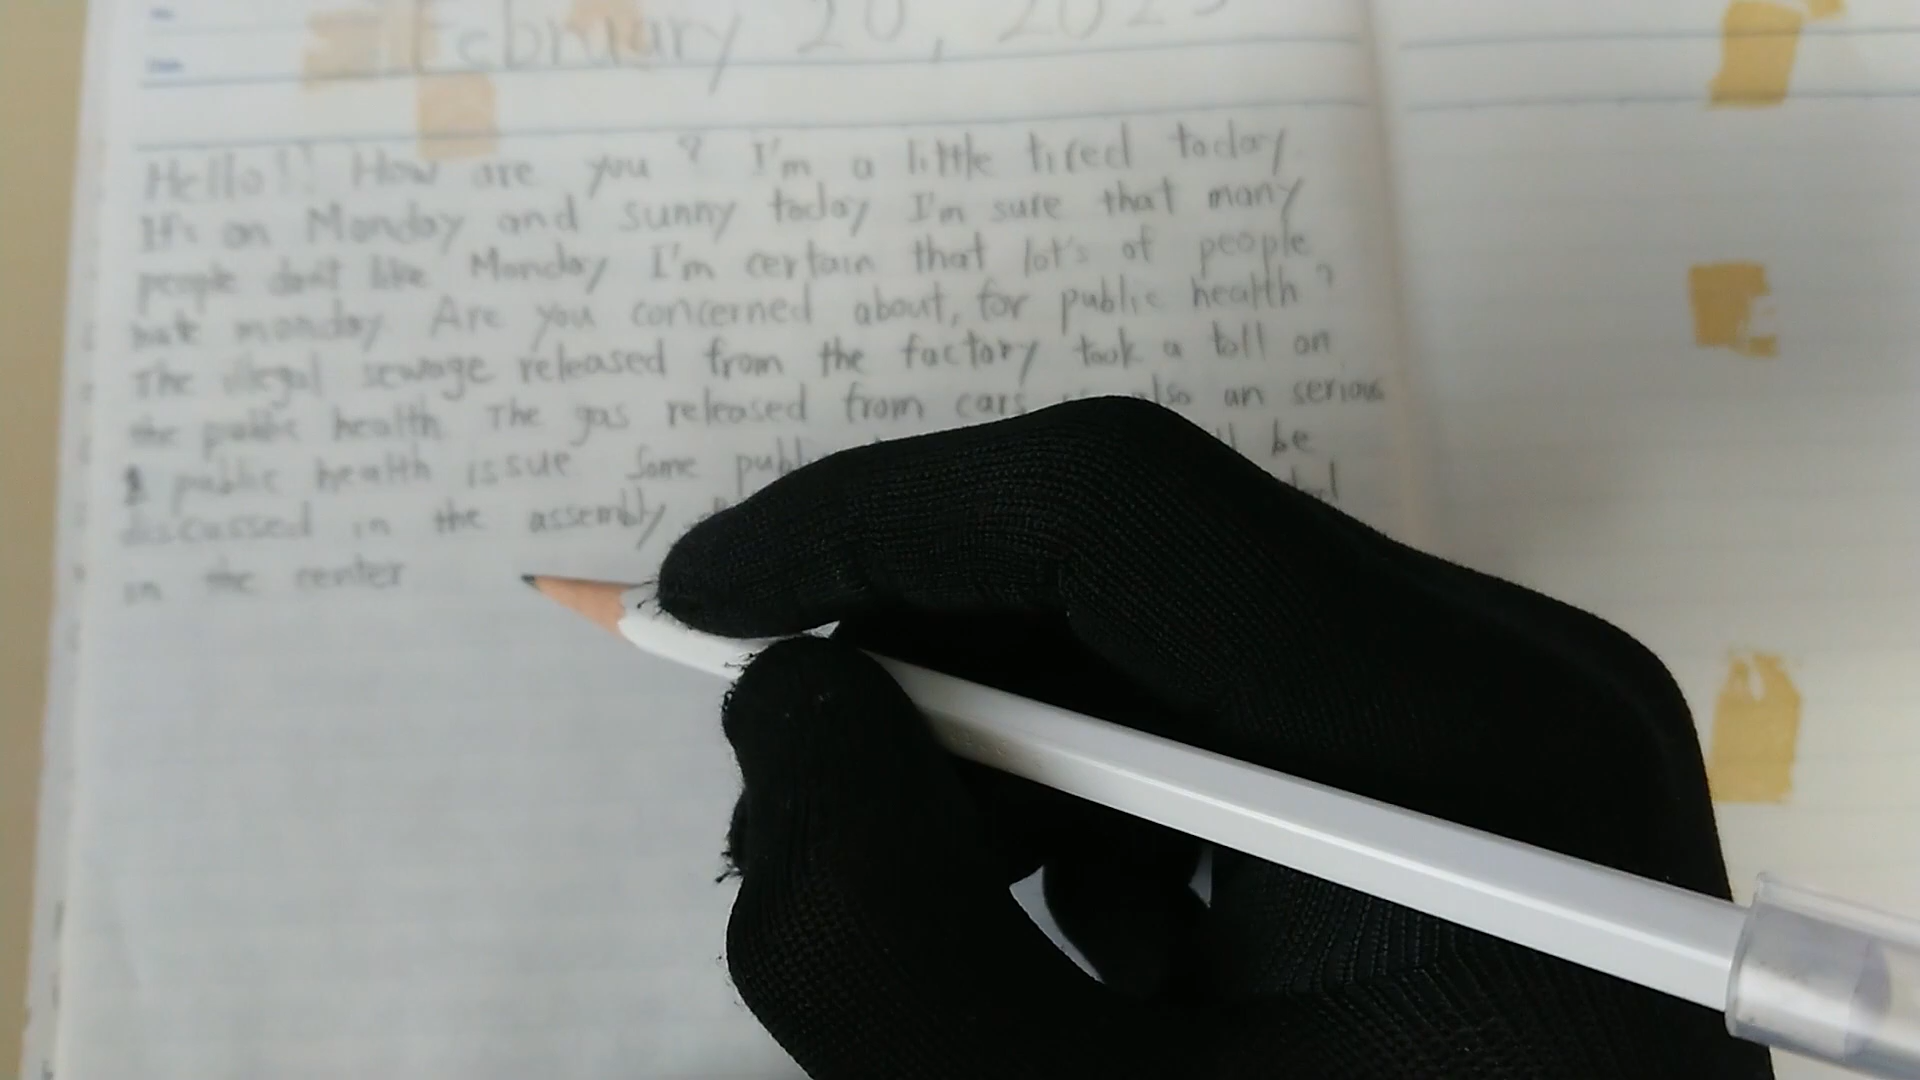 February 20, 202
Hello!! How are you? I'm a little tired today
It's on Monday and sunny today I'm sure that many
people don't like Monday I'm certain that lot's of people
hate monday Are you concerned about, for public health?
The illegal sewage released from the factory took a toll on
the public health The gas released from cars also an serious
public health issue Some be
discussed in the assembly
in the center